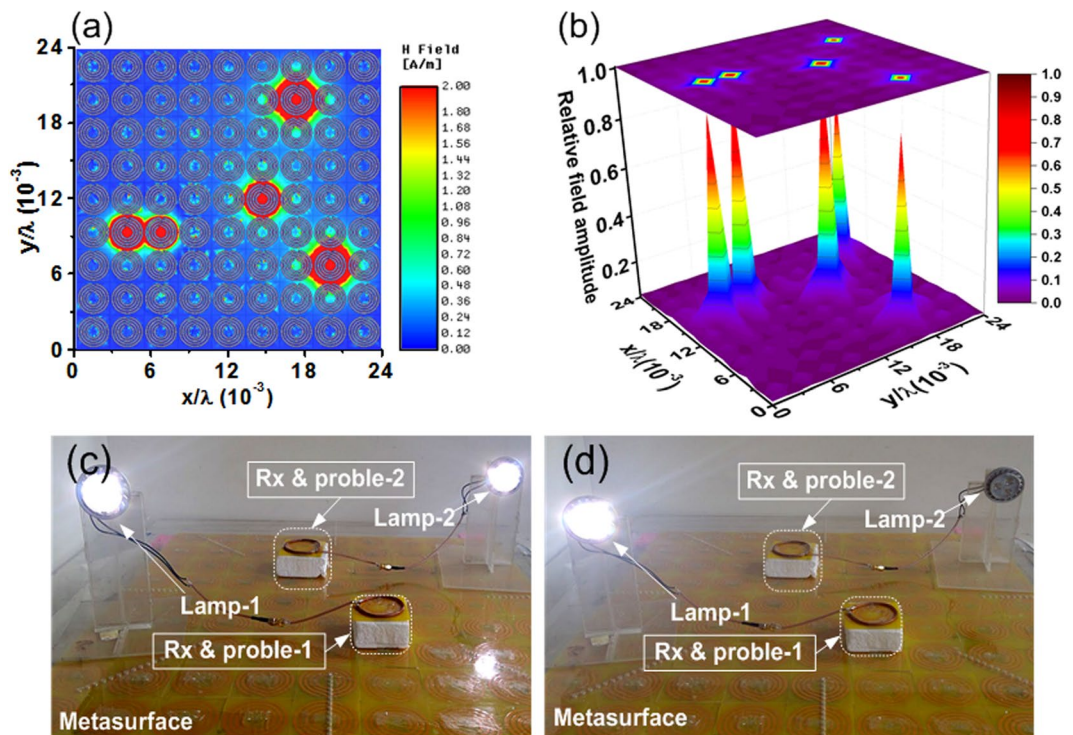 (a)
24
18
12
6
0
y/λ (10⁻³)
0
6
12
18
24
x/λ (10⁻³)
H Field
[A/m]
2.00
1.80
1.60
1.44
1.32
1.20
1.08
0.96
0.84
0.72
0.60
0.48
0.36
0.24
0.12
0.00
(b)
1.0
0.8
0.6
0.4
0.2
Relative field amplitude
24
18
12
6
0
x/λ(10⁻³)
0
6
12
18
24
y/λ(10⁻³)
1.0
0.9
0.8
0.7
0.6
0.5
0.4
0.3
0.2
0.1
0.0
(c)
Rx & proble-2
Lamp-2
Lamp-1
Rx & proble-1
Metasurface
(d)
Rx & proble-2
Lamp-2
Lamp-1
Rx & proble-1
Metasurface